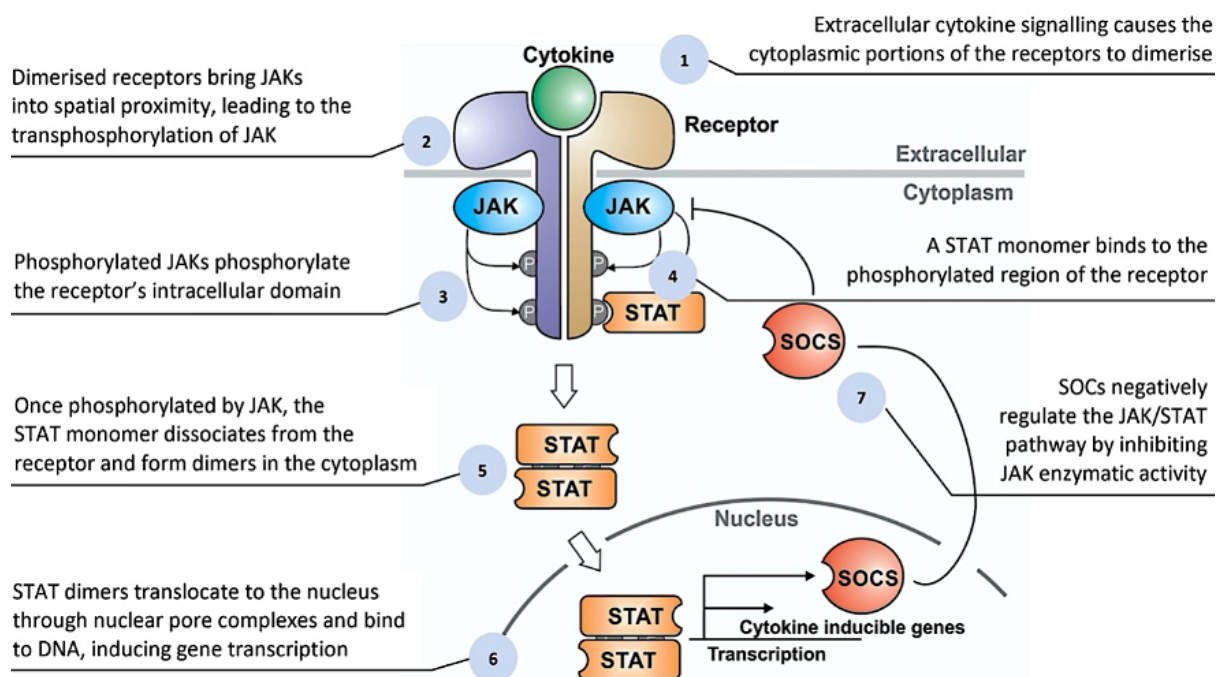 Extracellular cytokine signalling causes the
cytoplasmic portions of the receptors to dimerise
1
Cytokine
Dimerised receptors bring JAKs
into spatial proximity, leading to the
transphosphorylation of JAK
2
Receptor
Extracellular
Cytoplasm
JAK
JAK
A STAT monomer binds to the
phosphorylated region of the receptor
4
Phosphorylated JAKs phosphorylate
the receptor's intracellular domain
3
P
P
P
P
STAT
SOCS
7
SOCs negatively
regulate the JAK/STAT
pathway by inhibiting
JAK enzymatic activity
Once phosphorylated by JAK, the
STAT monomer dissociates from the
receptor and form dimers in the cytoplasm
5
STAT
STAT
Nucleus
STAT dimers translocate to the nucleus
through nuclear pore complexes and bind
to DNA, inducing gene transcription
6
STAT
STAT
SOCS
Cytokine inducible genes
Transcription